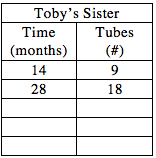 Toby's Sister
Time Tubes
(months) (#)
14 9
28 18